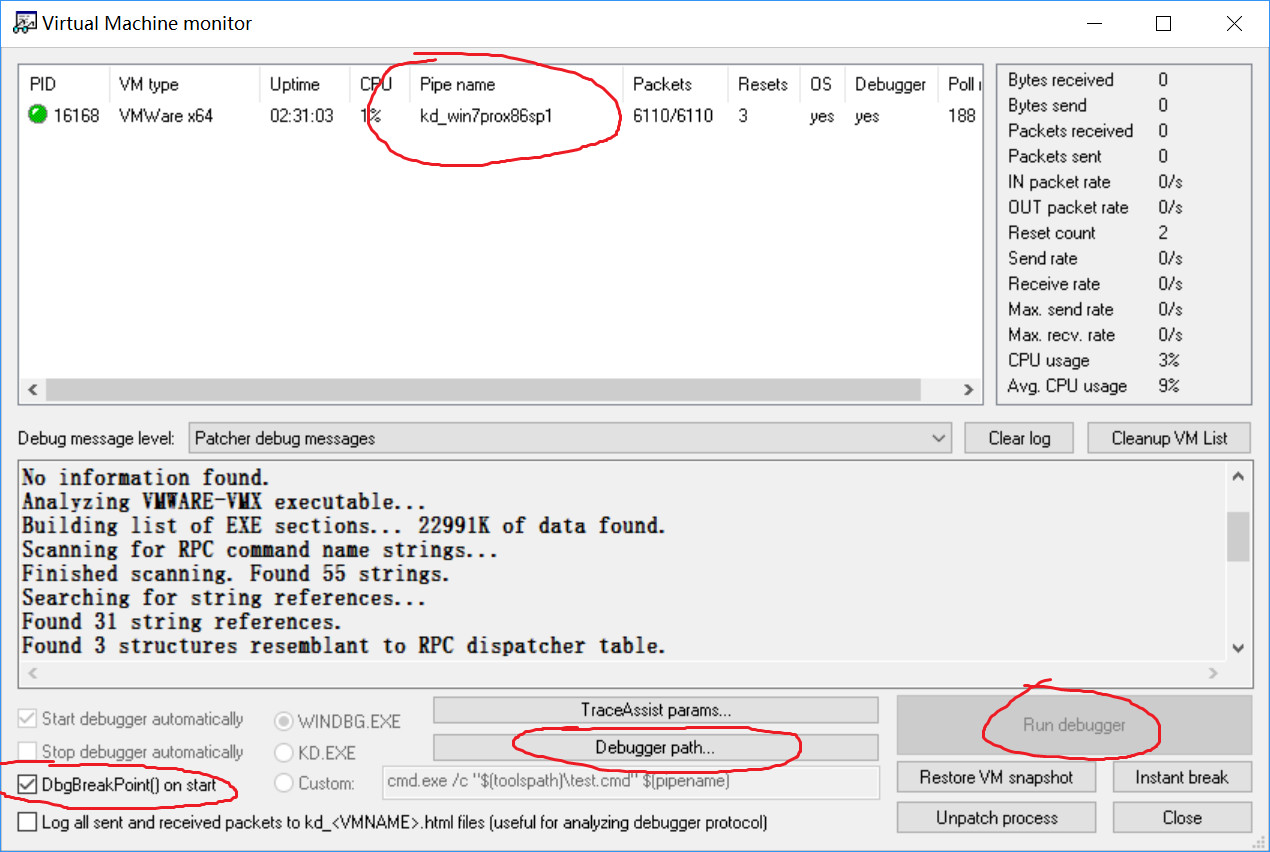 Virtual Machine monitor
PID VM type Uptime CPU Pipe name Packets Resets OS Debugger Poll
16168 VMWare x64 02:31:03 1% kd_win7prox86sp1 6110/6110 3 yes yes 188
Bytes received 0
Bytes send 0
Packets received 0
Packets sent 0
IN packet rate 0/s
OUT packet rate 0/s
Reset count 2
Send rate 0/s
Receive rate 0/s
Max. send rate 0/s
Max. recv. rate 0/s
CPU usage 3%
Avg. CPU usage 9%
Debug message level: Patcher debug messages Clear log Cleanup VM List
No information found.
Analyzing VMWARE-VMX executable...
Building list of EXE sections... 22991K of data found.
Scanning for RPC command name strings...
Finished scanning. Found 55 strings.
Searching for string references...
Found 31 string references.
Found 3 structures resemblant to RPC dispatcher table.
Start debugger automatically WINDBG.EXE TraceAssist params... Run debugger
Stop debugger automatically KD.EXE Debugger path...
DbgBreakPoint() on start Custom: cmd.exe /c "$(toolspath)\test.cmd" $(pipename) Restore VM snapshot Instant break
Log all sent and received packets to kd_<VMNAME>.html files (useful for analyzing debugger protocol) Unpatch process Close